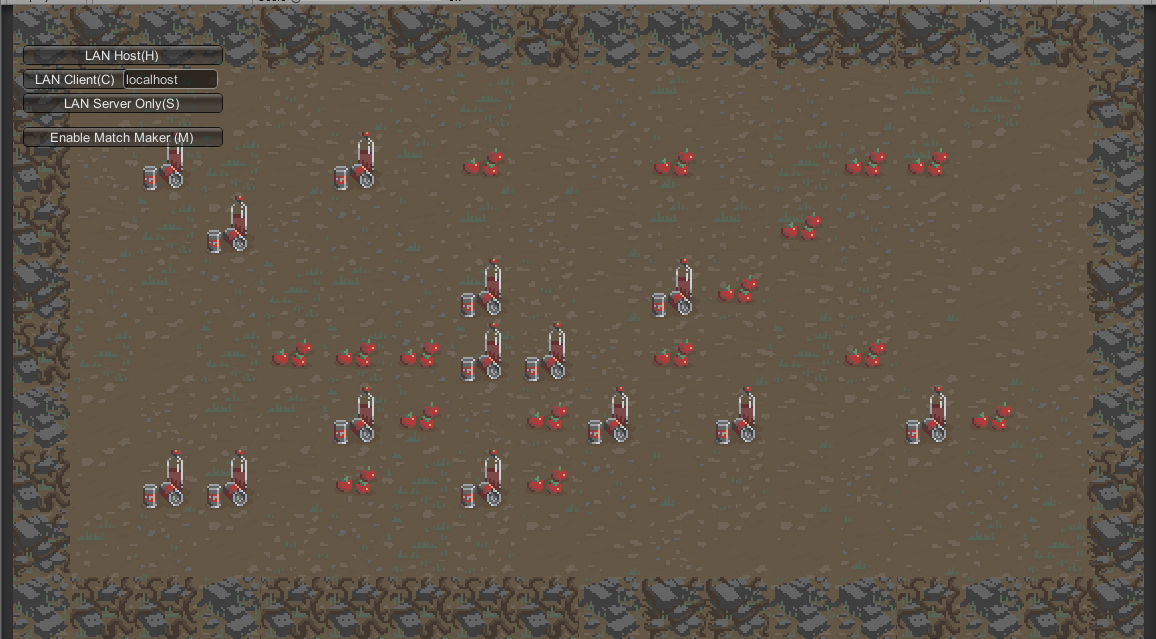 LAN Host(H)
LAN Client(C) localhost
LAN Server Only(S)
Enable Match Maker (M)